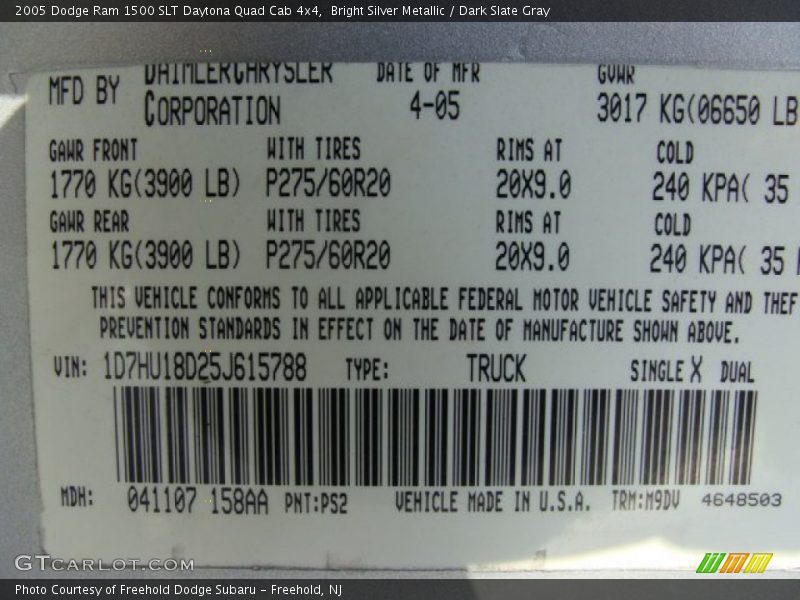 2005 Dodge Ram 1500 SLT Daytona Quad Cab 4x4, Bright Silver Metallic / Dark Slate Gray
MFD BY DAIMLERCHRYSLER CORPORATION DATE OF MFR 4-05 GVWR 3017 KG(06650 LB
GAWR FRONT WITH TIRES RIMS AT COLD
1770 KG(3900 LB) P275/60R20 20X9.0 240 KPA( 35
GAWR REAR WITH TIRES RIMS AT COLD
1770 KG(3900 LB) P275/60R20 20X9.0 240 KPA( 35
THIS VEHICLE CONFORMS TO ALL APPLICABLE FEDERAL MOTOR VEHICLE SAFETY AND THEF
PREVENTION STANDARDS IN EFFECT ON THE DATE OF MANUFACTURE SHOWN ABOVE.
VIN: 1D7HU18D25J615788 TYPE: TRUCK SINGLE X DUAL
MDH: 041107 158AA PNT:PS2 VEHICLE MADE IN U.S.A. TRM:M9DV 4648503
GTCARLOT.COM
Photo Courtesy of Freehold Dodge Subaru – Freehold, NJ